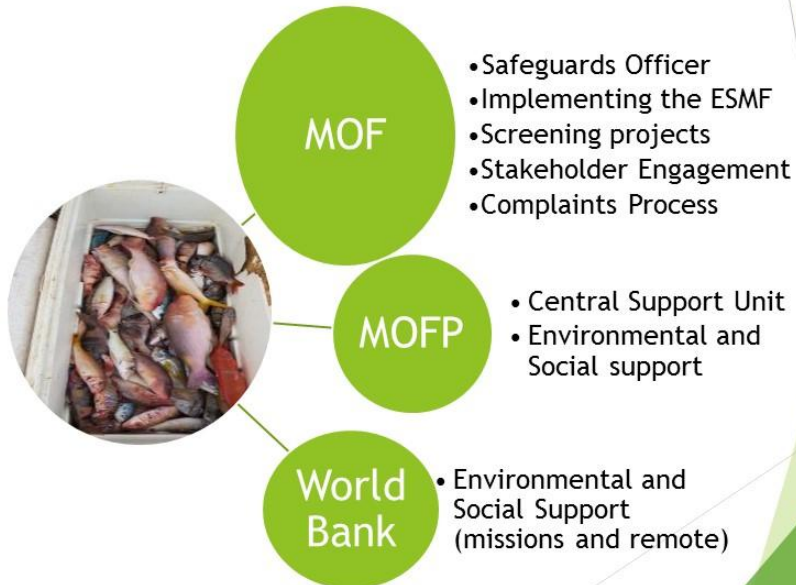 MOF
•Safeguards Officer
•Implementing the ESMF
•Screening projects
•Stakeholder Engagement
•Complaints Process
MOFP
• Central Support Unit
• Environmental and
Social support
World
Bank
• Environmental and
Social Support
(missions and remote)